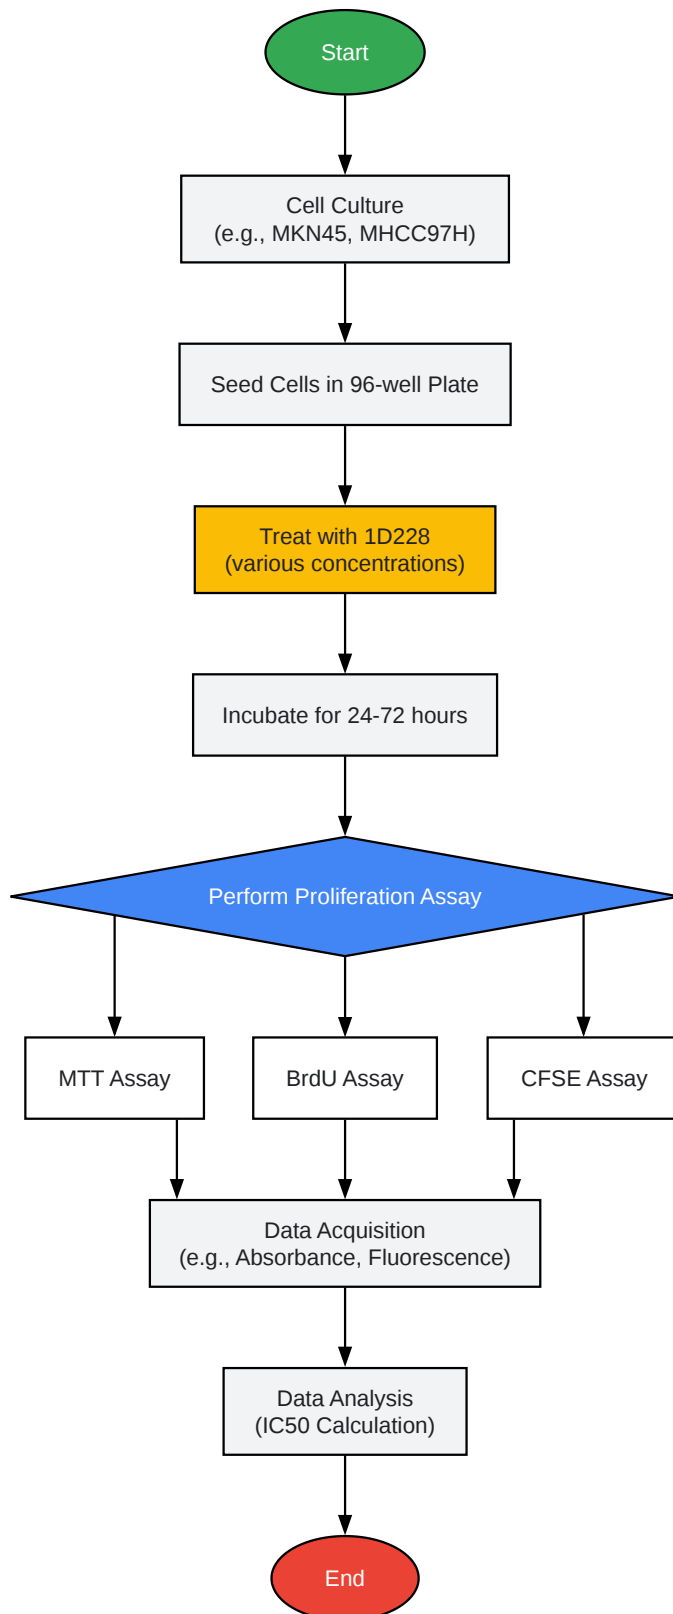 Start
Cell Culture
(e.g., MKN45, MHCC97H)
Seed Cells in 96-well Plate
Treat with 1D228
(various concentrations)
Incubate for 24-72 hours
Perform Proliferation Assay
MTT Assay
BrdU Assay
CFSE Assay
Data Acquisition
(e.g., Absorbance, Fluorescence)
Data Analysis
(IC50 Calculation)
End